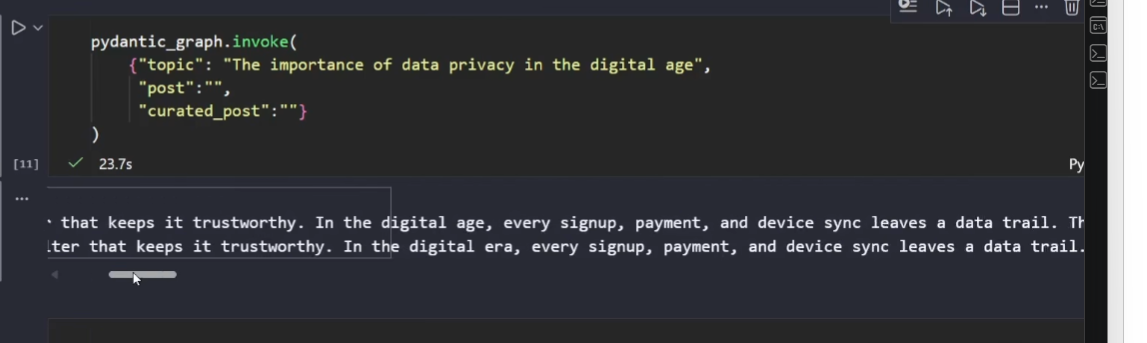 pydantic_graph.invoke(
{"topic": "The importance of data privacy in the digital age",
"post":"",
"curated_post":""}
)
[11] 23.7s Py
that keeps it trustworthy. In the digital age, every signup, payment, and device sync leaves a data trail.
that keeps it trustworthy. In the digital era, every signup, payment, and device sync leaves a data trail.